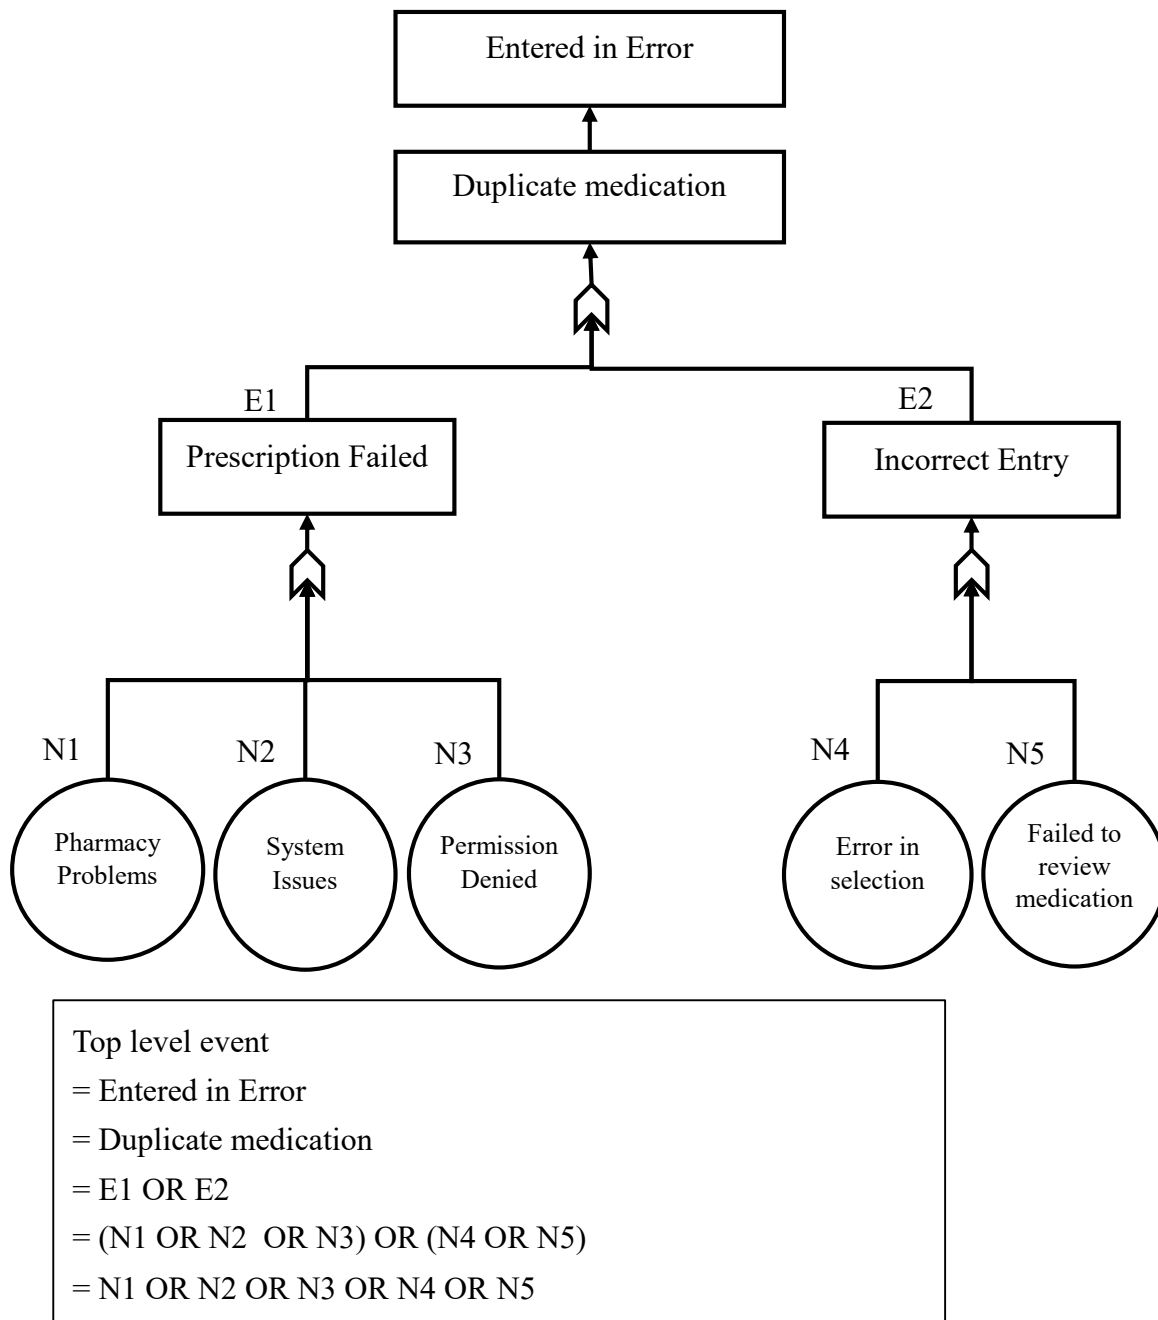 Entered in Error
Duplicate medication
E1
E2
Prescription Failed
Incorrect Entry
N1
N2
N3
N4
N5
Pharmacy
Problems
System
Issues
Permission
Denied
Error in
selection
Failed to
review
medication
Top level event
= Entered in Error
= Duplicate medication
= E1 OR E2
= (N1 OR N2  OR N3) OR (N4 OR N5)
= N1 OR N2 OR N3 OR N4 OR N5